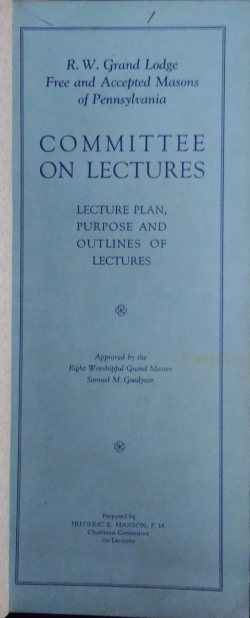 R. W. Grand Lodge
Free and Accepted Masons
of Pennsylvania
COMMITTEE
ON LECTURES
LECTURE PLAN,
PURPOSE AND
OUTLINES OF
LECTURES
Approved by the
Right Worshipful Grand Master
Samuel M. Goodyear
Prepared by
FREDERIC E. MANSON, P. M.
Chairman Committee
on Lectures